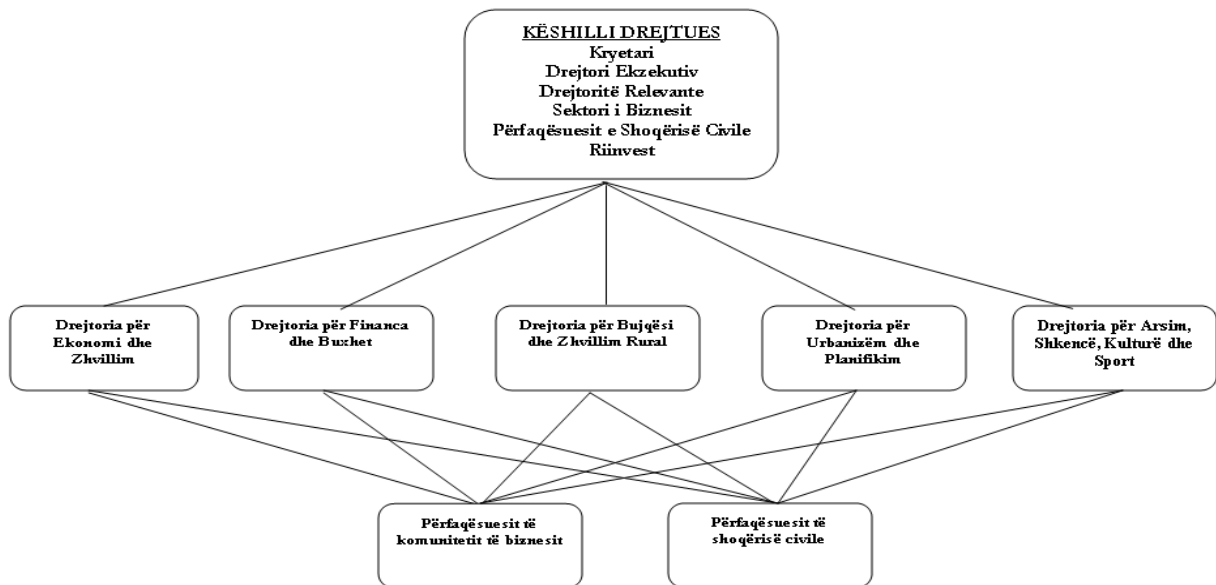 KËSHILLI DREJTUES
Kryetari
Drejtori Ekzekutiv
Drejtoritë Relevante
Sektori i Biznesit
Përfaqësuesit e Shoqërisë Civile
Riinvest
Drejtoria për
Ekonomi dhe
Zhvillim
Drejtoria për Financa
dhe Buxhet
Drejtoria për Bujqësi
dhe Zhvillim Rural
Drejtoria për
Urbanizëm dhe
Planifikim
Drejtoria për Arsim,
Shkencë, Kulturë dhe
Sport
Përfaqësuesit të
komunitetit të biznesit
Përfaqësuesit të
shoqërisë civile